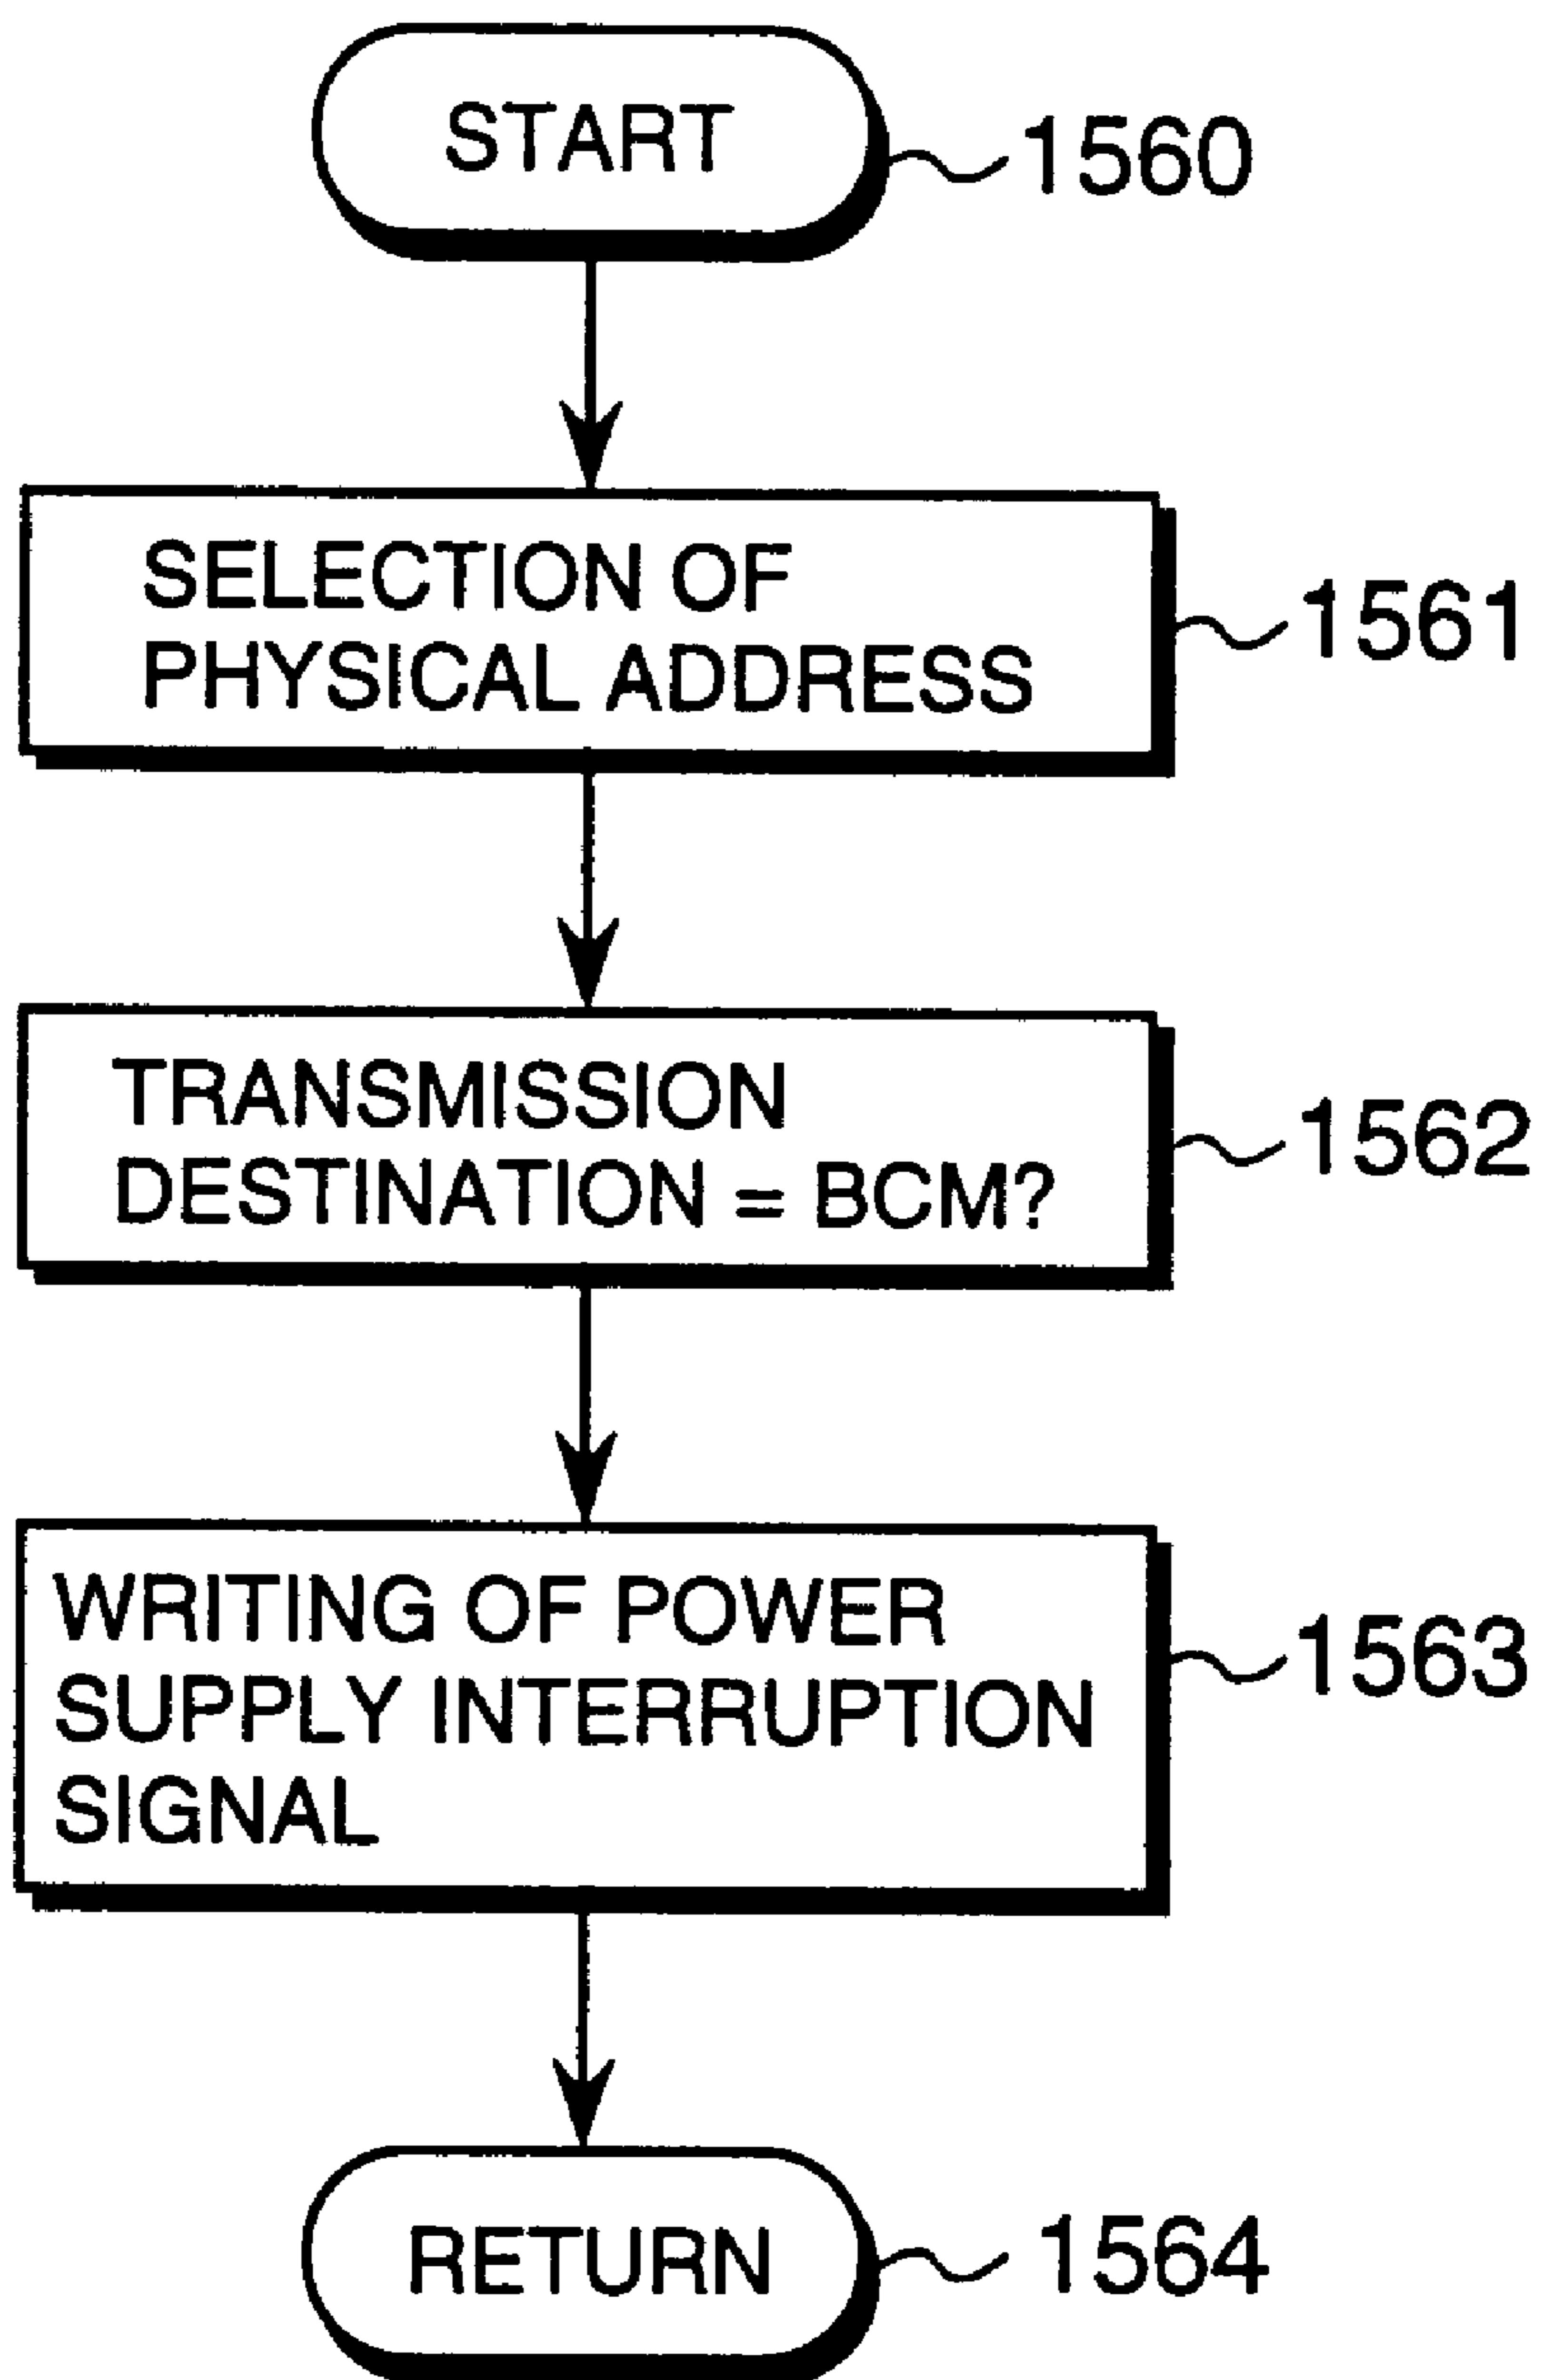 START
1560
SELECTION OF
PHYSICAL ADDRESS
1561
TRANSMISSION
DESTINATION = BCM?
1562
WRITING OF POWER
SUPPLY INTERRUPTION
SIGNAL
1563
RETURN
1564